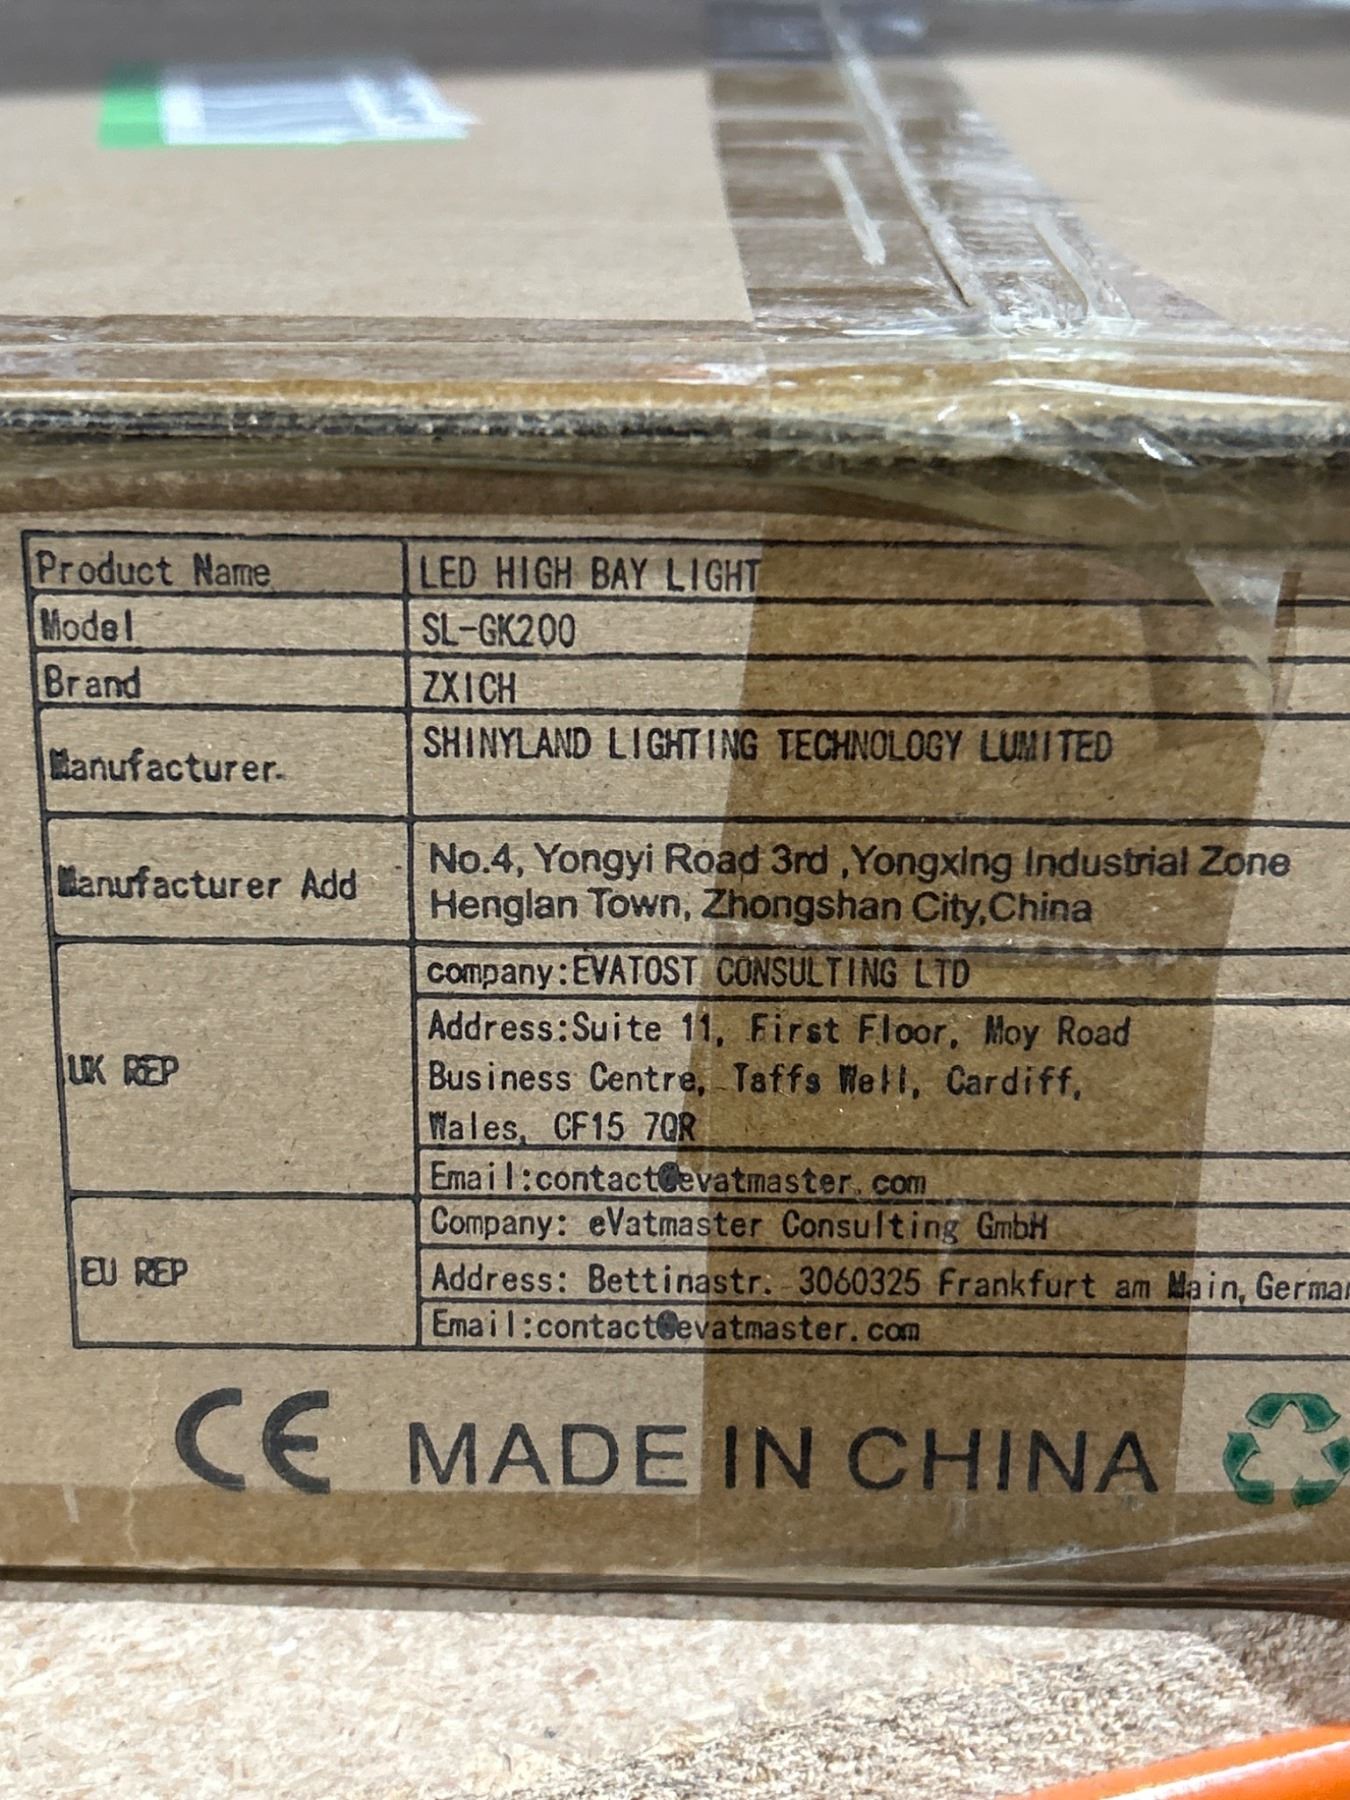 Product Name LED HIGH BAY LIGHT
Model SL-GK200
Brand ZXICH
Manufacturer. SHINYLAND LIGHTING TECHNOLOGY LUMITED
Manufacturer Add No.4, Yongyi Road 3rd ,Yongxing Industrial Zone
Henglan Town, Zhongshan City,China
UK REP
company:EVATOST CONSULTING LTD
Address:Suite 11, First Floor, Moy Road
Business Centre, Taffs Well, Cardiff,
Wales, CF15 7QR
Email:contact@evatmaster.com
EU REP
Company: eVatmaster Consulting GmbH
Address: Bettinastr. 3060325 Frankfurt am Main,German
Email:contact@evatmaster.com
CE MADE IN CHINA